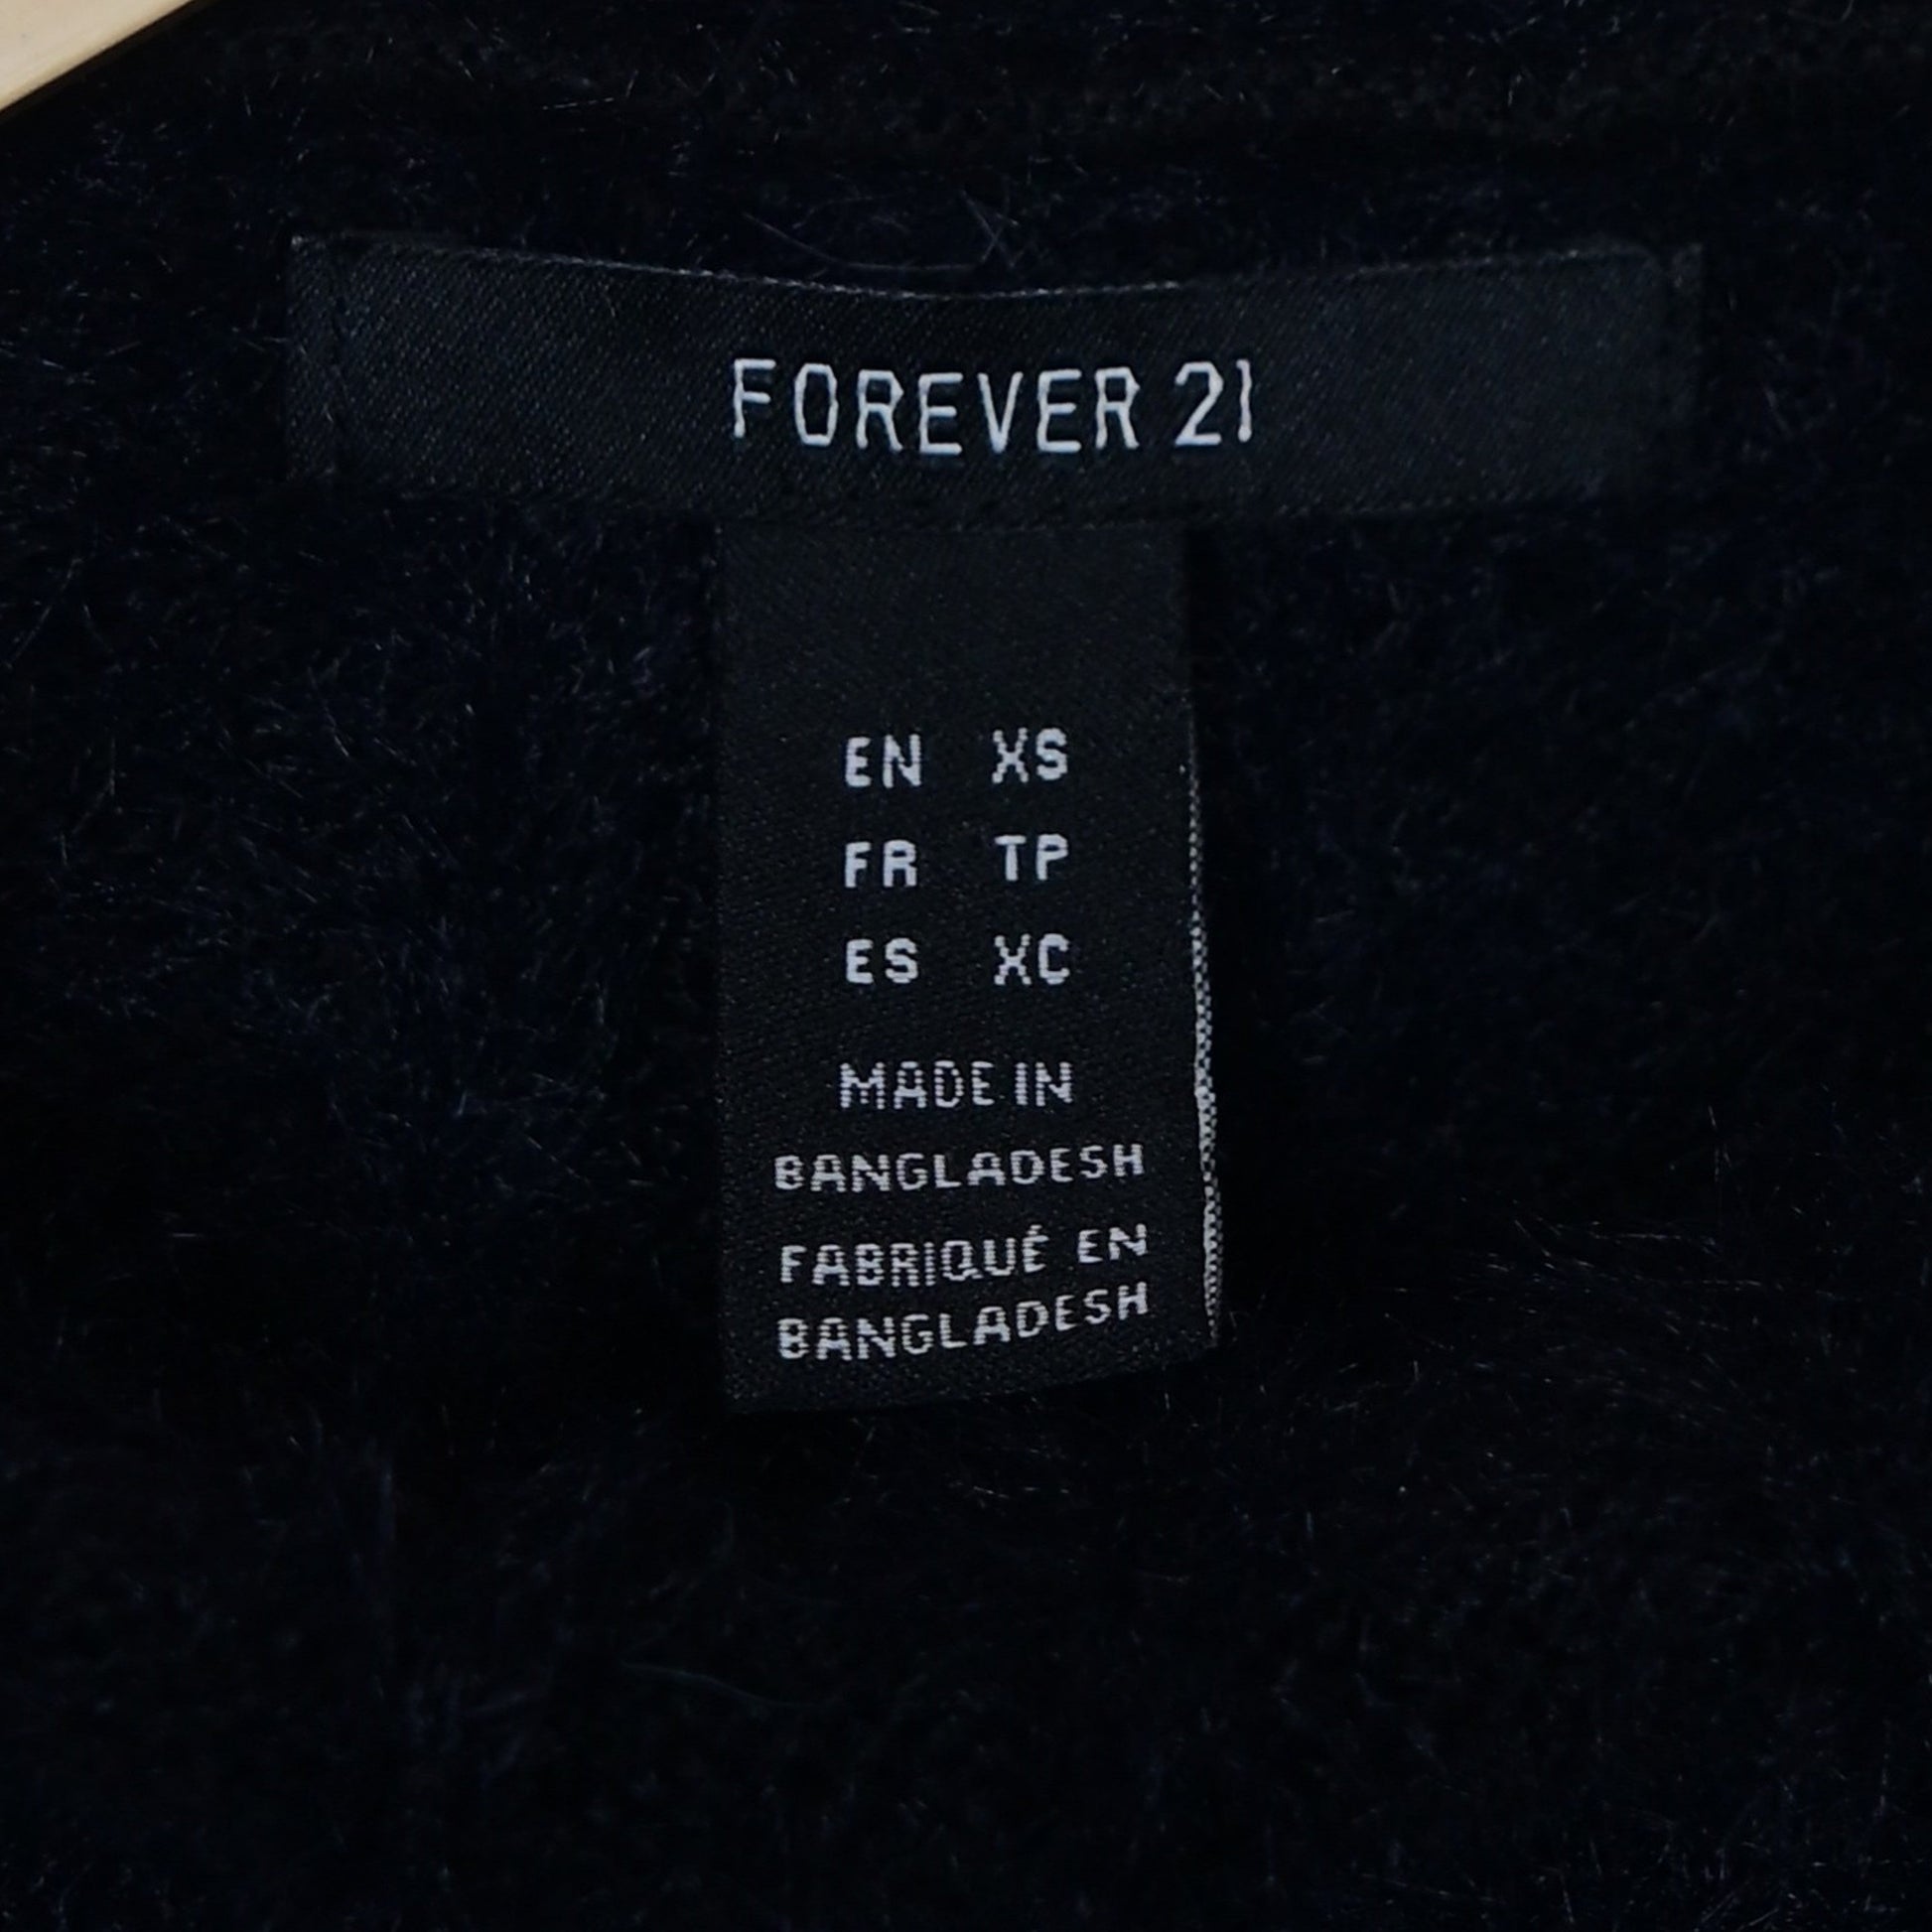 FOREVER 21
EN XS
FR TP
ES XC
MADE IN
BANGLADESH
FABRIQUÉ EN
BANGLADESH